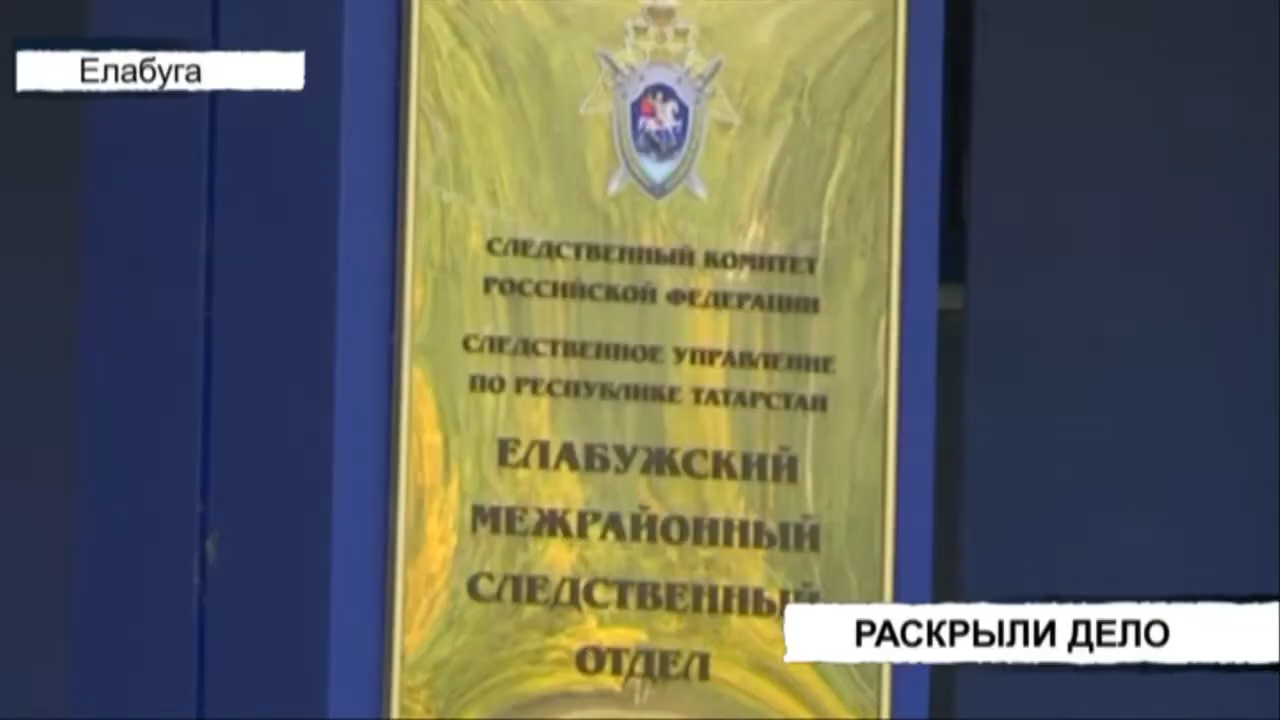 Елабуга
СЛЕДСТВЕННЫЙ КОМИТЕТ
РОССИЙСКОЙ ФЕДЕРАЦИИ
СЛЕДСТВЕННОЕ УПРАВЛЕНИЕ
ПО РЕСПУБЛИКЕ ТАТАРСТАН
ЕЛАБУЖСКИЙ
МЕЖРАЙОННЫЙ
СЛЕДСТВЕННЫЙ
ОТДЕЛ
РАСКРЫЛИ ДЕЛО